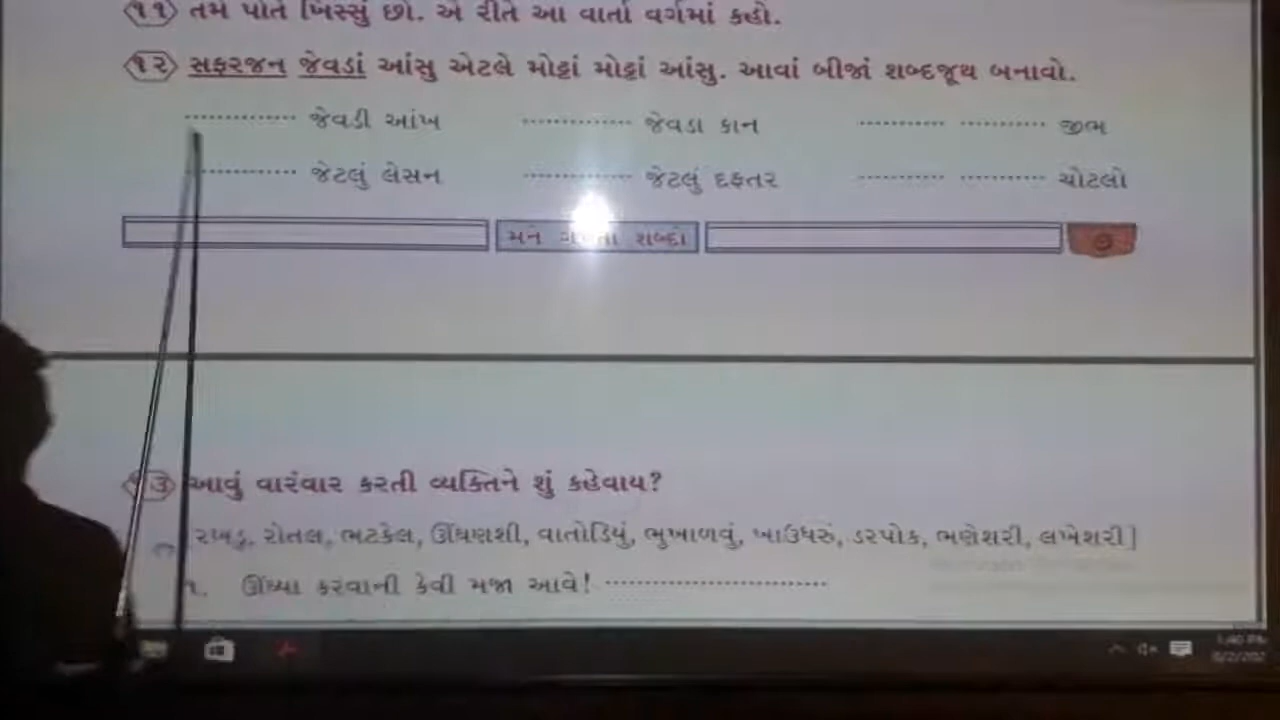 ૧૧ તમે પોતે ખિસ્સું છો. એ રીતે આ વાર્તા વર્ગમાં કહો.
૧૨ સફરજન જેવડાં આંસુ એટલે મોટ્ટાં મોટ્ટાં આંસુ. આવાં બીજાં શબ્દજૂથ બનાવો.
............... જેવડી આંખ ............... જેવડા કાન ............ ............ જીભ
............... જેટલું લેસન ............... જેટલું દફતર ............ ............ ચોટલો
મને ગમતા શબ્દો ૭
૧૩ આવું વારંવાર કરતી વ્યક્તિને શું કહેવાય?
રખડુ, રોતલ, ભટકેલ, ઊંઘણશી, વાતોડિયું, ભુખાળવું, ખાઉધરું, ડરપોક, ભણેશરી, લખેશરી]
૧. ઊંઘ્યા કરવાની કેવી મજા આવે! ..............................